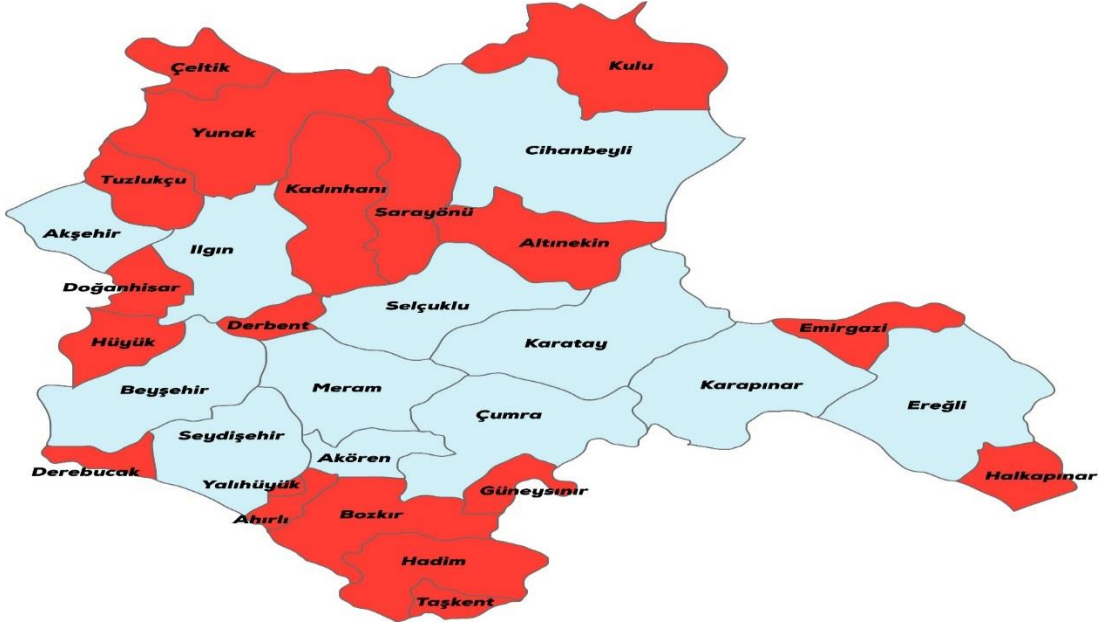 Kulu
Çeltik
Yunak
Cihanbeyli
Tuzlukçu
Kadınhanı
Sarayönü
Akşehir
Altınekin
Ilgın
Doğanhisar
Selçuklu
Derbent
Emirgazi
Hüyük
Karatay
Beyşehir
Meram
Karapınar
Ereğli
Çumra
Seydişehir
Akören
Derebucak
Halkapınar
Yalıhüyük
Güneysınır
Ahırlı
Bozkır
Hadim
Taşkent